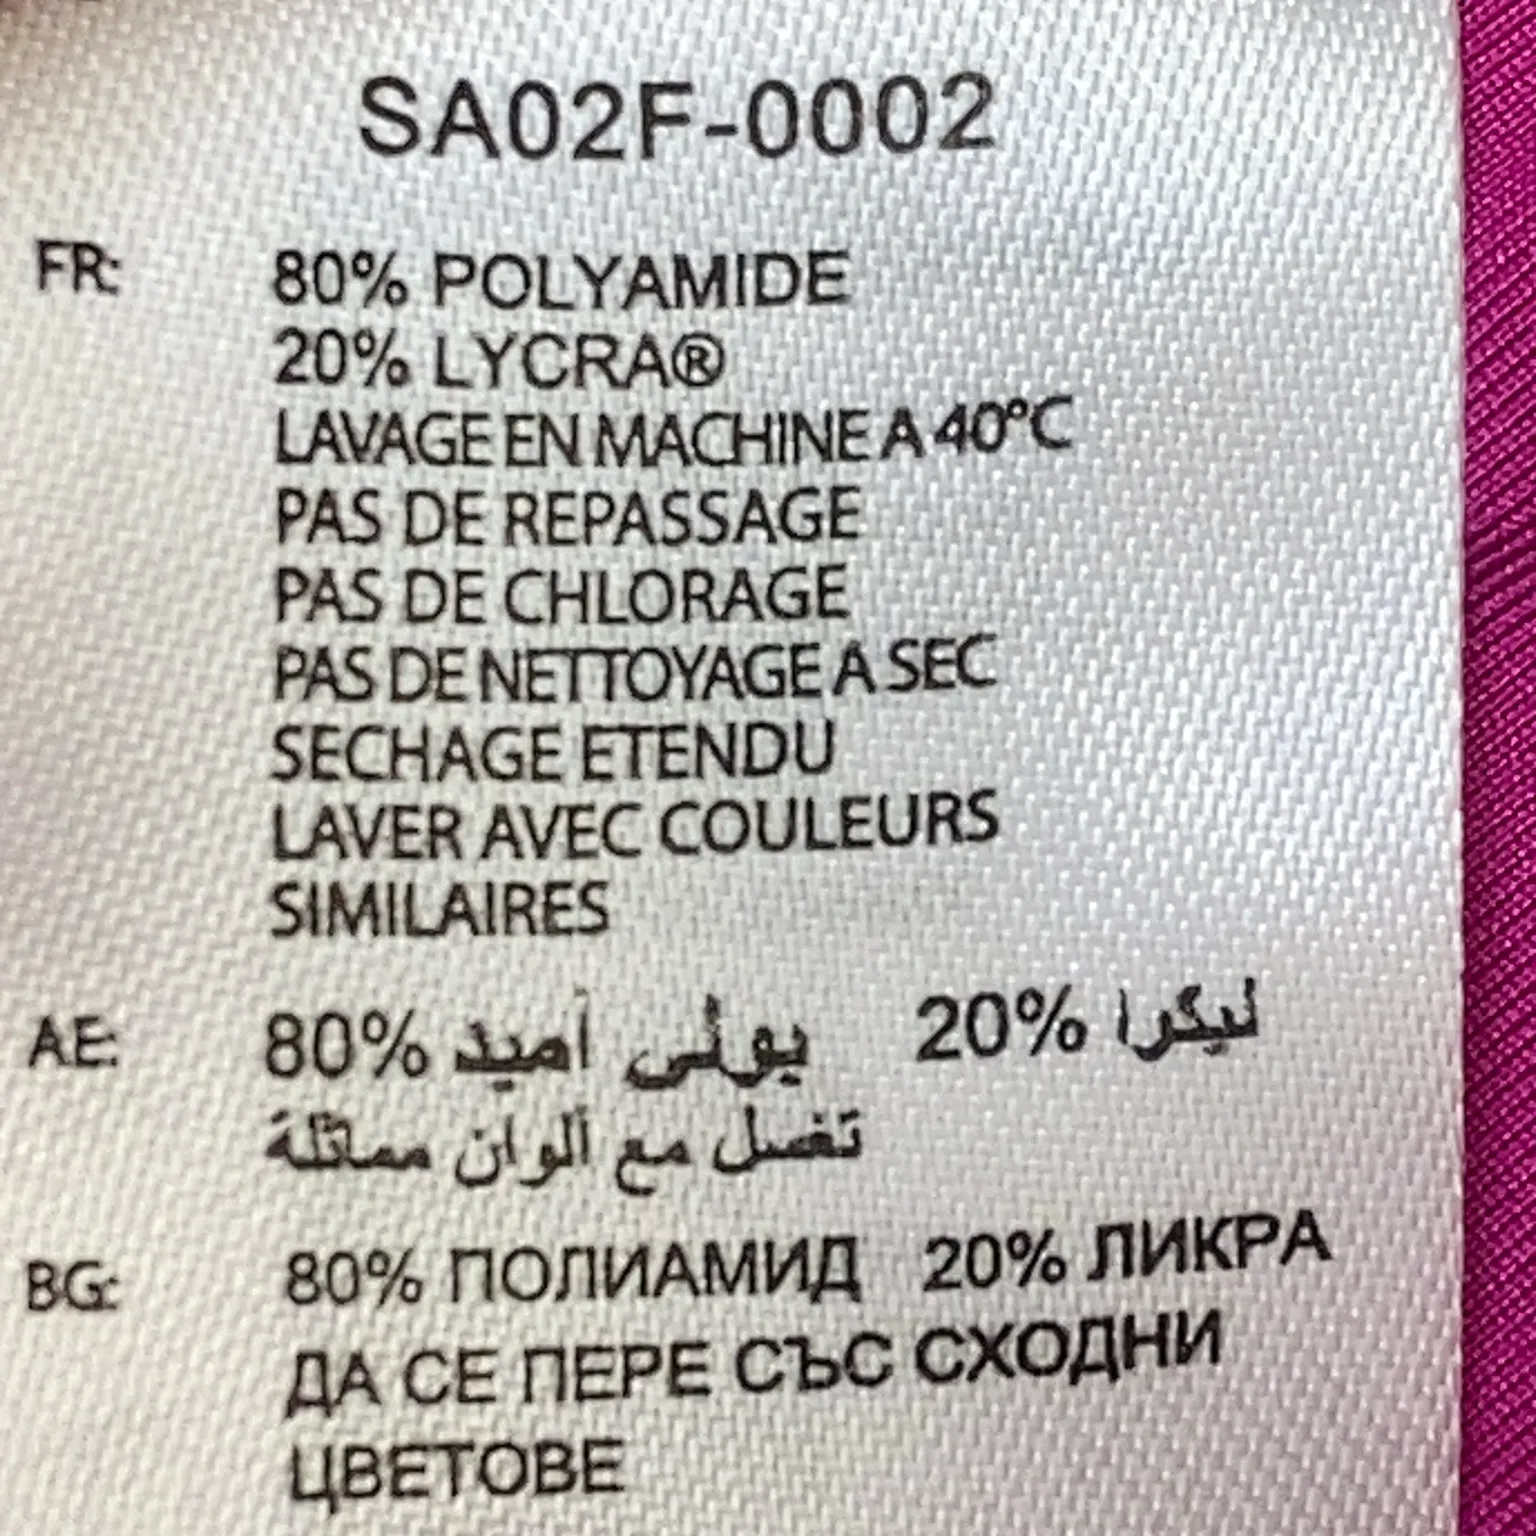 SA02F-0002
FR: 80% POLYAMIDE
20% LYCRA®
LAVAGE EN MACHINE A 40°C
PAS DE REPASSAGE
PAS DE CHLORAGE
PAS DE NETTOYAGE A SEC
SECHAGE ETENDU
LAVER AVEC COULEURS
SIMILAIRES
AE: 80% بولى أميد 20% ليكرا
تغسل مع ألوان مماثلة
BG: 80% ПОЛИАМИД 20% ЛИКРА
ДА СЕ ПЕРЕ СЪС СХОДНИ
ЦВЕТОВЕ